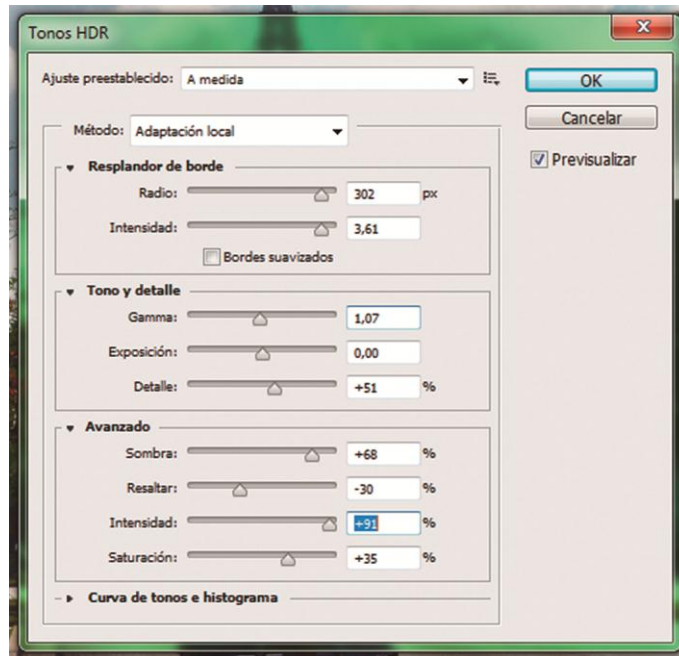 Tonos HDR
Ajuste preestablecido: A medida
OK
Cancelar
Previsualizar
Método: Adaptación local
Resplandor de borde
Radio: 302 px
Intensidad: 3,61
Bordes suavizados
Tono y detalle
Gamma: 1,07
Exposición: 0,00
Detalle: +51 %
Avanzado
Sombra: +68 %
Resaltar: -30 %
Intensidad: +91 %
Saturación: +35 %
Curva de tonos e histograma